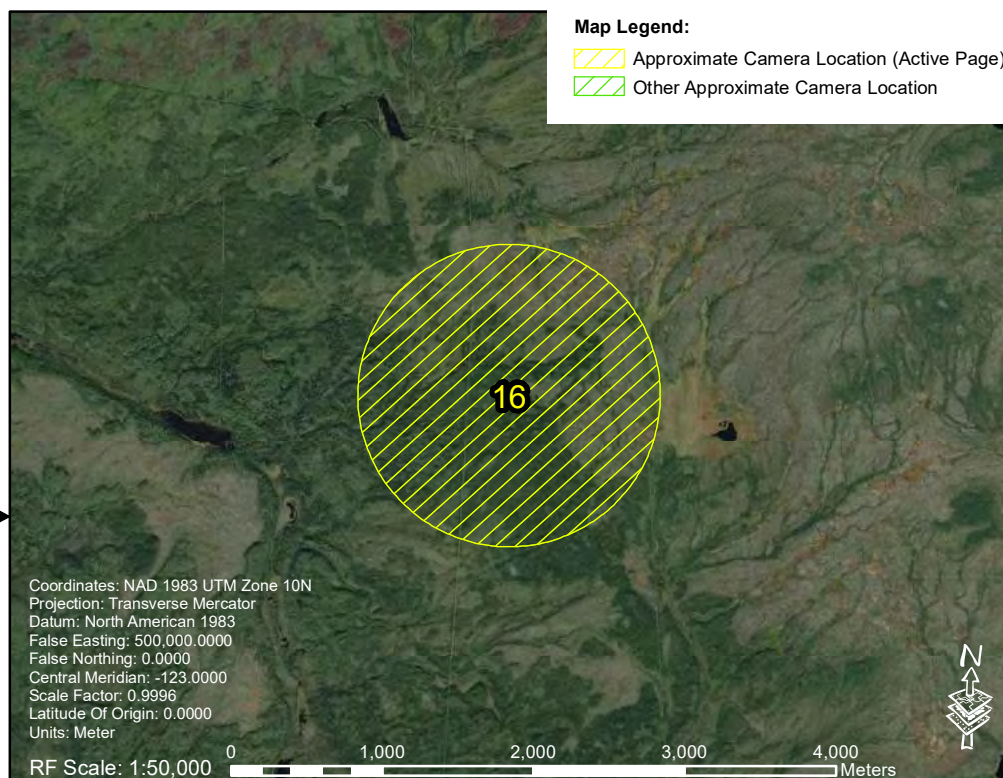 Map Legend:
Approximate Camera Location (Active Page)
Other Approximate Camera Location
16
Coordinates: NAD 1983 UTM Zone 10N
Projection: Transverse Mercator
Datum: North American 1983
False Easting: 500,000.0000
False Northing: 0.0000
Central Meridian: -123.0000
Scale Factor: 0.9996
Latitude Of Origin: 0.0000
Units: Meter
N
RF Scale: 1:50,000
0 1,000 2,000 3,000 4,000
Meters